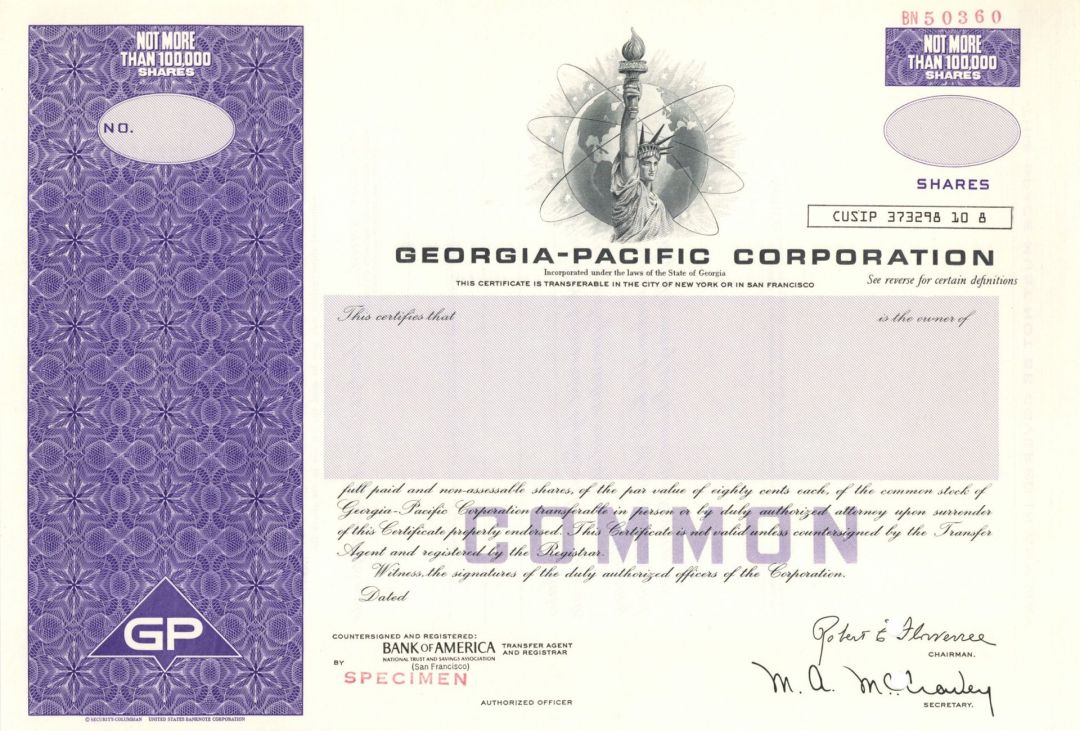 NOT MORE
THAN 100,000
SHARES
NO.
BN 50360
NOT MORE
THAN 100,000
SHARES
SHARES
CUSIP 373298 10 8
GEORGIA-PACIFIC CORPORATION
Incorporated under the laws of the State of Georgia
THIS CERTIFICATE IS TRANSFERABLE IN THE CITY OF NEW YORK OR IN SAN FRANCISCO
See reverse for certain definitions
This certifies that
is the owner of
full paid and non-assessable shares, of the par value of eighty cents each, of the common stock of
Georgia-Pacific Corporation transferable in person or by duly authorized attorney upon surrender
of this Certificate properly endorsed. This Certificate is not valid unless countersigned by the Transfer
Agent and registered by the Registrar.
COMMON
Witness, the signatures of the duly authorized officers of the Corporation.
Dated
GP
COUNTERSIGNED AND REGISTERED:
BANK OF AMERICA
NATIONAL TRUST AND SAVINGS ASSOCIATION
(San Francisco)
TRANSFER AGENT
AND REGISTRAR
BY
SPECIMEN
AUTHORIZED OFFICER
Robert E Flowerree
CHAIRMAN.
M. A. McCravey
SECRETARY.
© SECURITY-COLUMBIAN UNITED STATES BANKNOTE CORPORATION